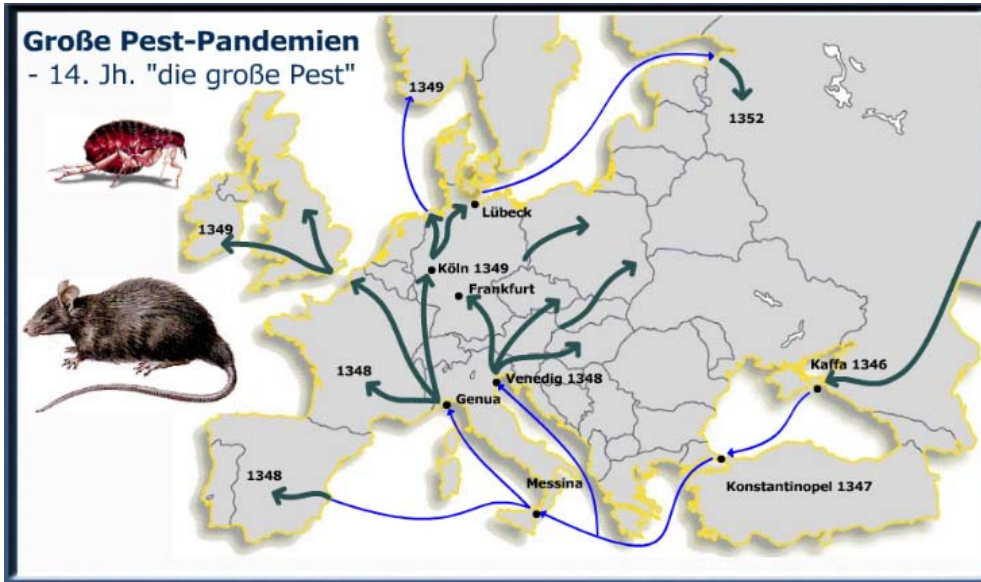 Große Pest-Pandemien
- 14. Jh. "die große Pest"
1349
1352
Lübeck
1349
Köln 1349
Frankfurt
Kaffa 1346
1348
Venedig 1348
Genua
1348
Messina
Konstantinopel 1347